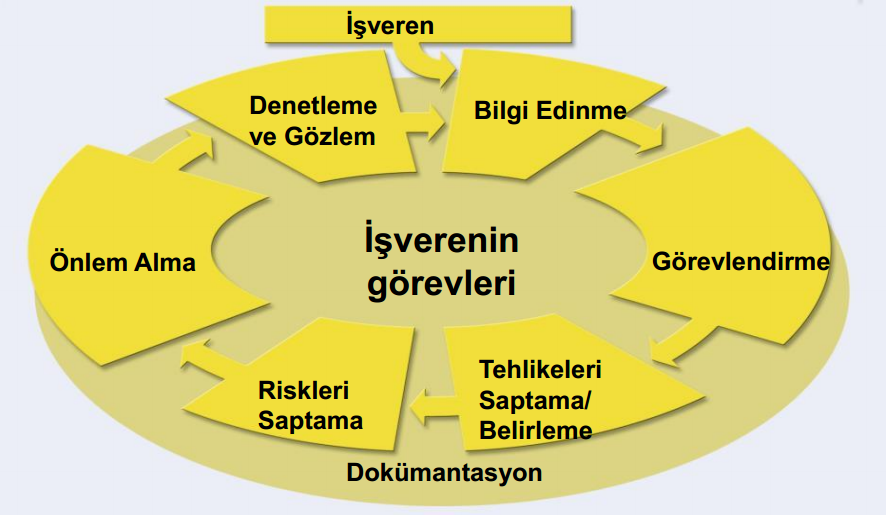 İşveren
Denetleme
ve Gözlem
Bilgi Edinme
Önlem Alma
İşverenin
görevleri
Görevlendirme
Riskleri
Saptama
Tehlikeleri
Saptama/
Belirleme
Dokümantasyon